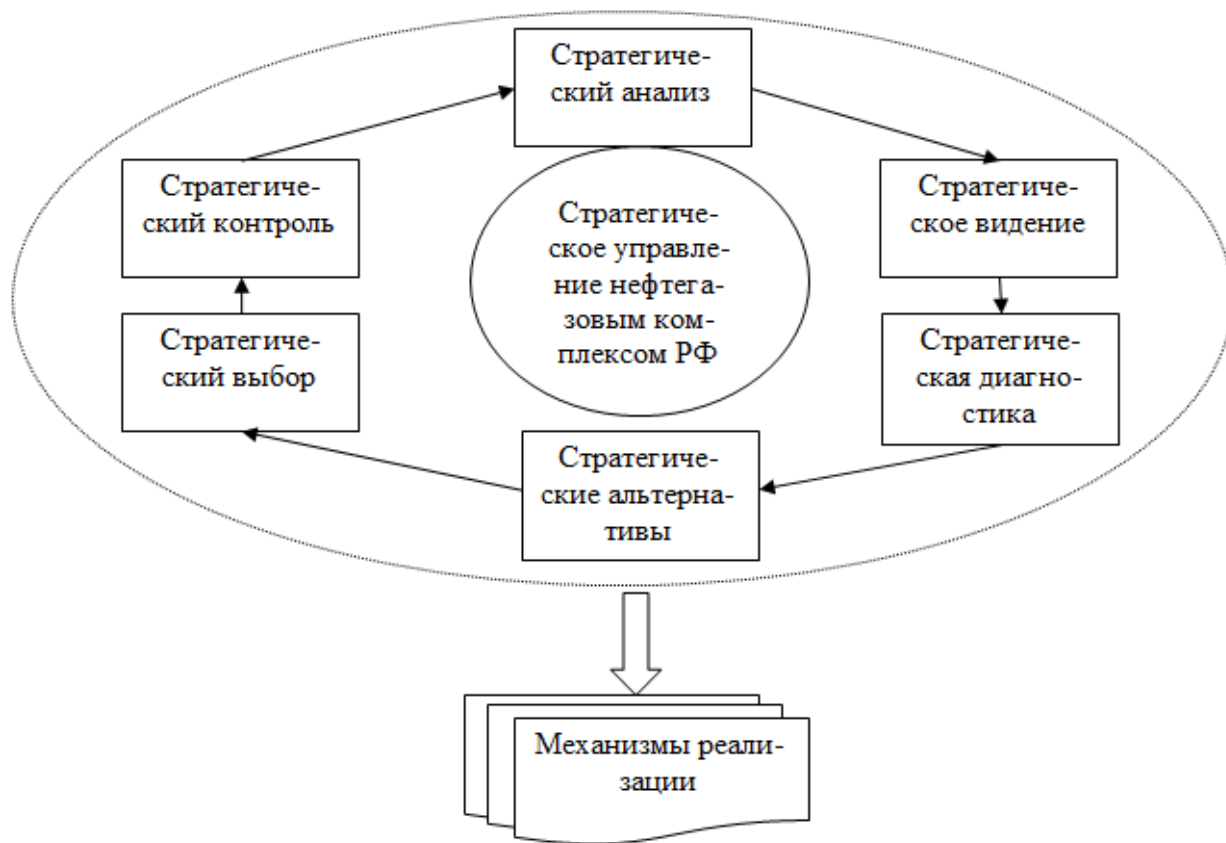 Стратегиче-
ский анализ
Стратегиче-
ский контроль
Стратегиче-
ское управле-
ние нефтега-
зовым ком-
плексом РФ
Стратегиче-
ское видение
Стратегиче-
ский выбор
Стратегиче-
ская диагно-
стика
Стратегиче-
ские альтерна-
тивы
Механизмы реали-
зации